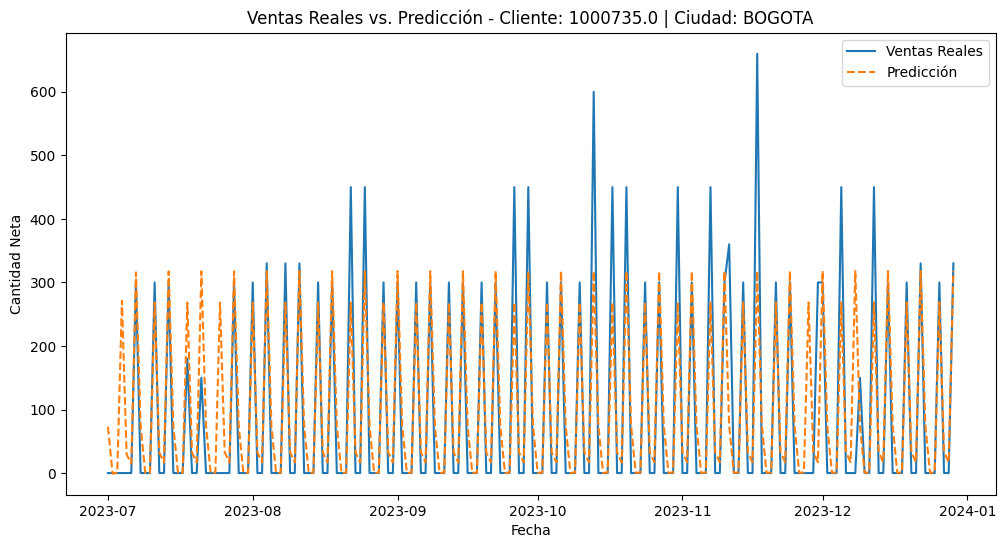 Ventas Reales vs. Predicción - Cliente: 1000735.0 | Ciudad: BOGOTA
Ventas Reales
Predicción
Cantidad Neta
600
500
400
300
200
100
0
2023-07
2023-08
2023-09
2023-10
2023-11
2023-12
2024-01
Fecha